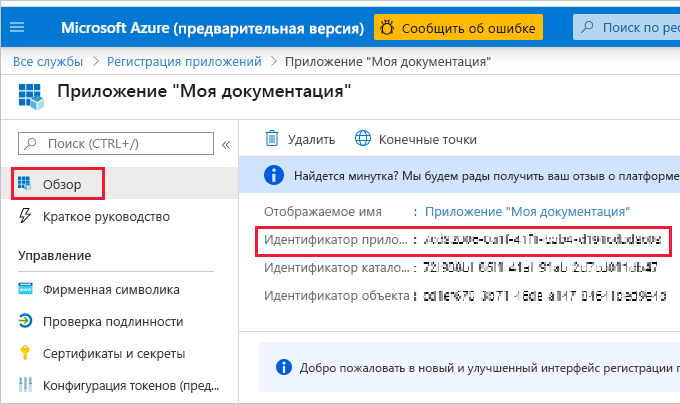 Microsoft Azure (предварительная версия)
Сообщить об ошибке
Поиск по рес
Все службы > Регистрация приложений > Приложение "Моя документация"
Приложение "Моя документация"
Поиск (CTRL+/)
«
Удалить
Конечные точки
Обзор
Краткое руководство
Управление
Фирменная символика
Проверка подлинности
Сертификаты и секреты
Конфигурация токенов (пред...
Найдется минутка? Мы будем рады получить ваш отзыв о платформе
Отображаемое имя : Приложение "Моя документация"
Идентификатор прило... :
Идентификатор катало... :
Идентификатор объекта :
Добро пожаловать в новый и улучшенный интерфейс регистрации п